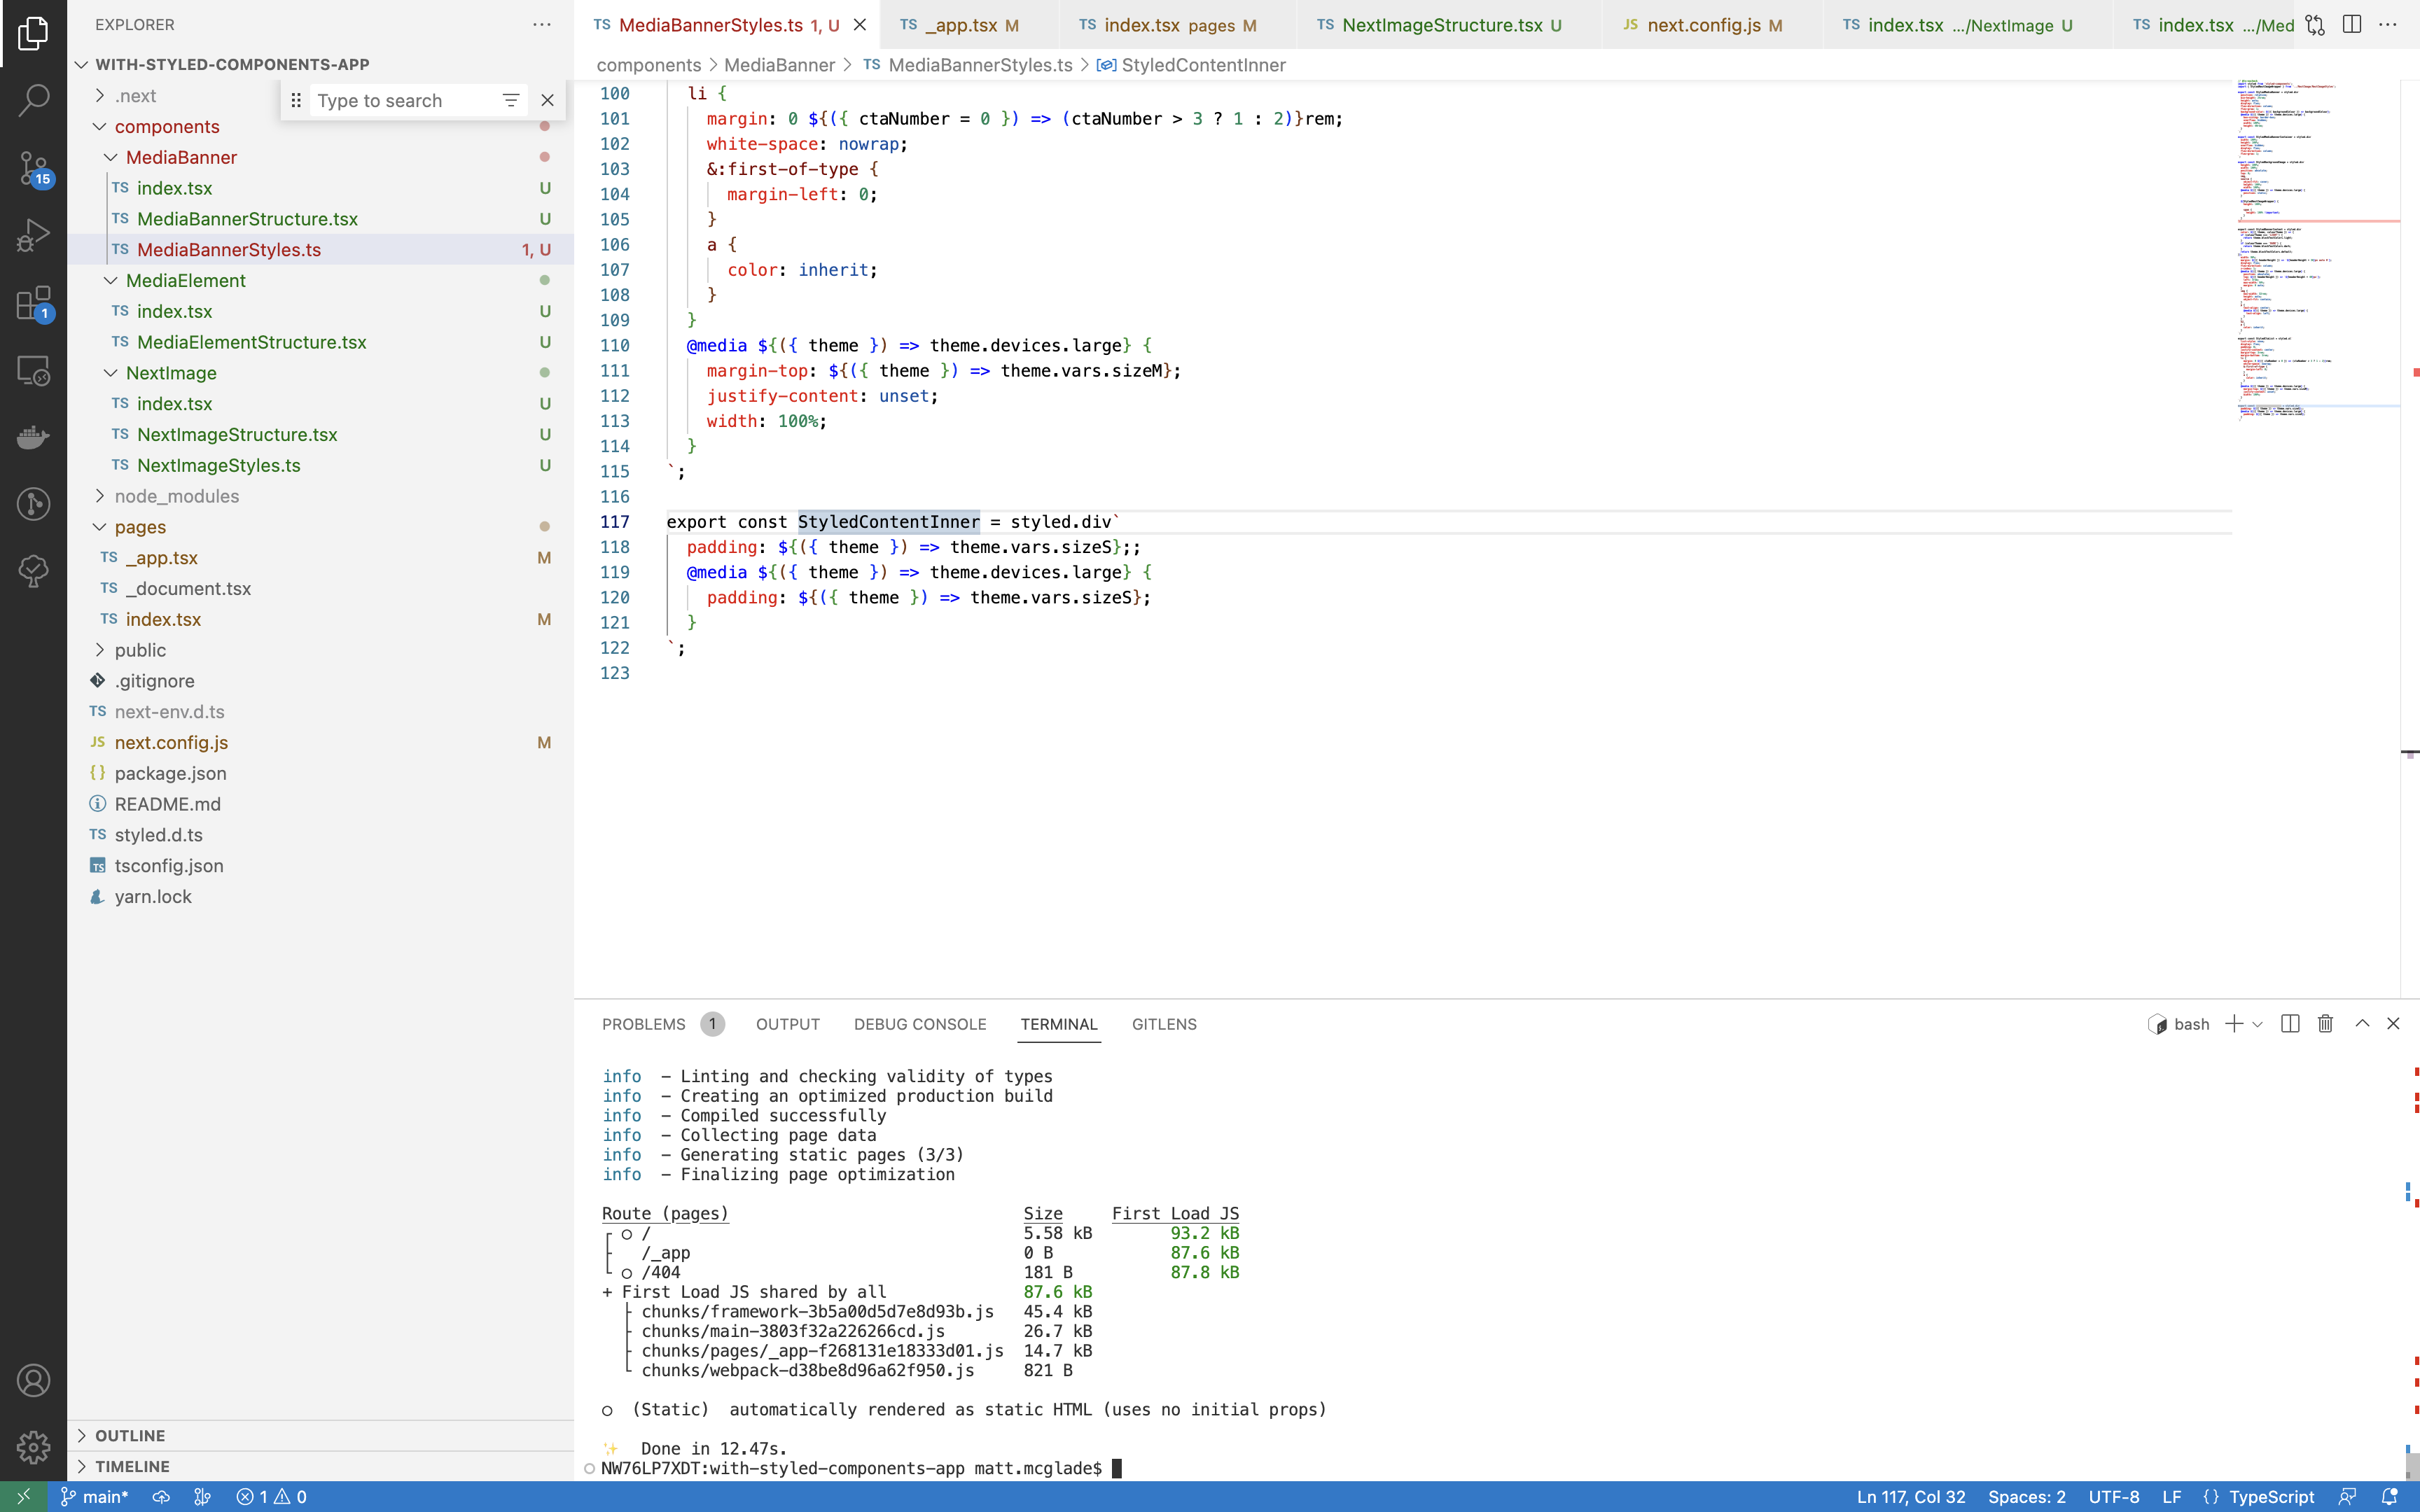 EXPLORER
WITH-STYLED-COMPONENTS-APP
.next
Type to search
components
MediaBanner
TS index.tsx U
TS MediaBannerStructure.tsx U
TS MediaBannerStyles.ts 1, U
MediaElement
TS index.tsx U
TS MediaElementStructure.tsx U
NextImage
TS index.tsx U
TS NextImageStructure.tsx U
TS NextImageStyles.ts U
node_modules
pages
TS _app.tsx M
TS _document.tsx
TS index.tsx M
public
.gitignore
TS next-env.d.ts
JS next.config.js M
{} package.json
README.md
TS styled.d.ts
TS tsconfig.json
yarn.lock
OUTLINE
TIMELINE
15
1
TS MediaBannerStyles.ts 1, U
TS _app.tsx M
TS index.tsx pages M
TS NextImageStructure.tsx U
JS next.config.js M
TS index.tsx .../NextImage U
TS index.tsx .../Med
components > MediaBanner > TS MediaBannerStyles.ts > StyledContentInner
100 li {
101 margin: 0 ${({ ctaNumber = 0 }) => (ctaNumber > 3 ? 1 : 2)}rem;
102 white-space: nowrap;
103 &:first-of-type {
104 margin-left: 0;
105 }
106 a {
107 color: inherit;
108 }
109 }
110 @media ${({ theme }) => theme.devices.large} {
111 margin-top: ${({ theme }) => theme.vars.sizeM};
112 justify-content: unset;
113 width: 100%;
114 }
115 `;
116
117 export const StyledContentInner = styled.div`
118 padding: ${({ theme }) => theme.vars.sizeS};;
119 @media ${({ theme }) => theme.devices.large} {
120 padding: ${({ theme }) => theme.vars.sizeS};
121 }
122 `;
123
PROBLEMS 1 OUTPUT DEBUG CONSOLE TERMINAL GITLENS
bash
info - Linting and checking validity of types
info - Creating an optimized production build
info - Compiled successfully
info - Collecting page data
info - Generating static pages (3/3)
info - Finalizing page optimization
Route (pages) Size First Load JS
┌ ○ / 5.58 kB 93.2 kB
├ /_app 0 B 87.6 kB
└ ○ /404 181 B 87.8 kB
+ First Load JS shared by all 87.6 kB
├ chunks/framework-3b5a00d5d7e8d93b.js 45.4 kB
├ chunks/main-3803f32a226266cd.js 26.7 kB
├ chunks/pages/_app-f268131e18333d01.js 14.7 kB
└ chunks/webpack-d38be8d96a62f950.js 821 B
○ (Static) automatically rendered as static HTML (uses no initial props)
✨ Done in 12.47s.
NW76LP7XDT:with-styled-components-app matt.mcglade$
main* 1 0 Ln 117, Col 32 Spaces: 2 UTF-8 LF {} TypeScript